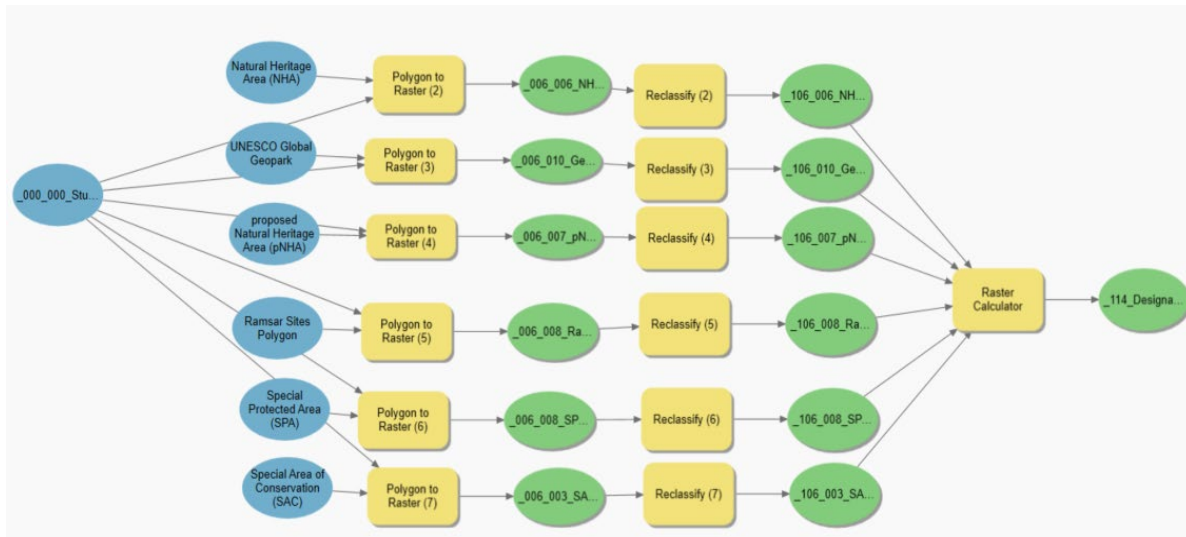 Natural Heritage
Area (NHA)
Polygon to
Raster (2)
_006_006_NH...
Reclassify (2)
_106_006_NH...
UNESCO Global
Geopark
Polygon to
Raster (3)
_006_010_Ge...
Reclassify (3)
_106_010_Ge...
_000_000_Stu...
proposed
Natural Heritage
Area (pNHA)
Polygon to
Raster (4)
_006_007_pN...
Reclassify (4)
_106_007_pN...
Raster
Calculator
_114_Designa...
Ramsar Sites
Polygon
Polygon to
Raster (5)
_006_008_Ra...
Reclassify (5)
_106_008_Ra...
Special
Protected Area
(SPA)
Polygon to
Raster (6)
_006_008_SP...
Reclassify (6)
_106_008_SP...
Special Area of
Conservation
(SAC)
Polygon to
Raster (7)
_006_003_SA...
Reclassify (7)
_106_003_SA...